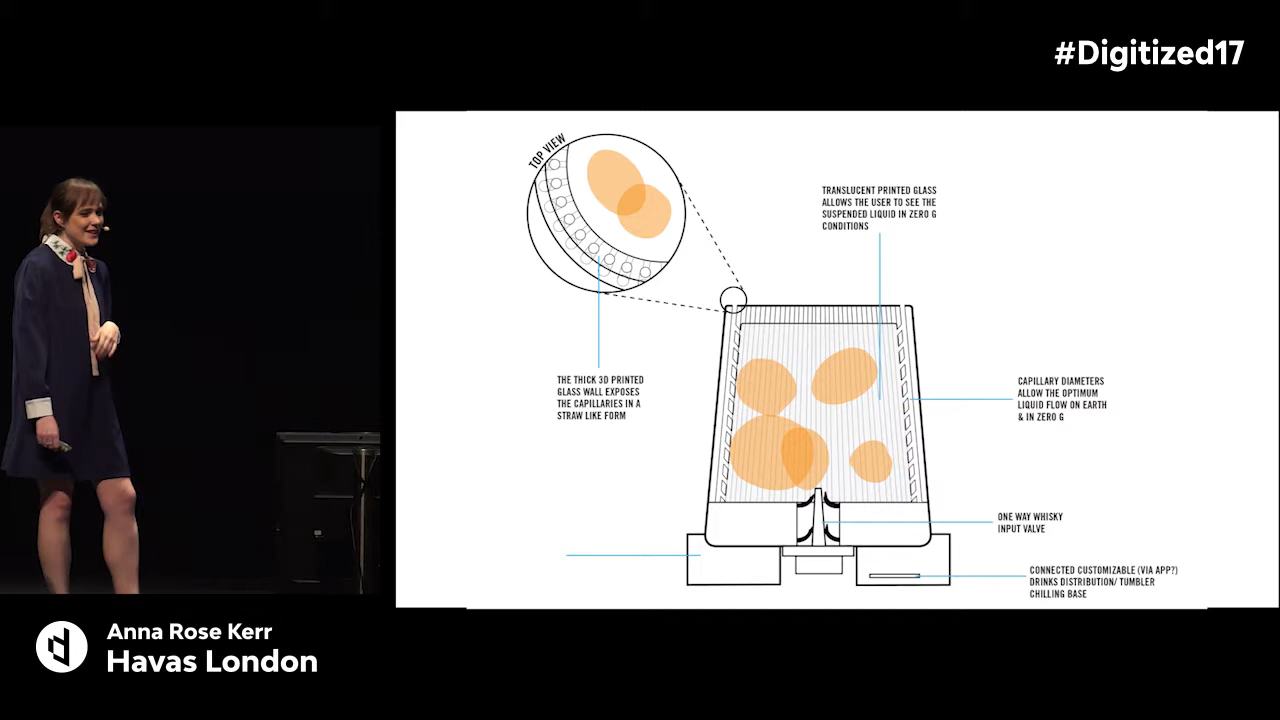 #Digitized17
TOP VIEW
TRANSLUCENT PRINTED GLASS
ALLOWS THE USER TO SEE THE
SUSPENDED LIQUID IN ZERO G
CONDITIONS
THE THICK 3D PRINTED
GLASS WALL EXPOSES
THE CAPILLARIES IN A
STRAW LIKE FORM
CAPILLARY DIAMETERS
ALLOW THE OPTIMUM
LIQUID FLOW ON EARTH
& IN ZERO G
ONE WAY WHISKY
INPUT VALVE
CONNECTED CUSTOMIZABLE (VIA APP?)
DRINKS DISTRIBUTION/ TUMBLER
CHILLING BASE
Anna Rose Kerr
Havas London